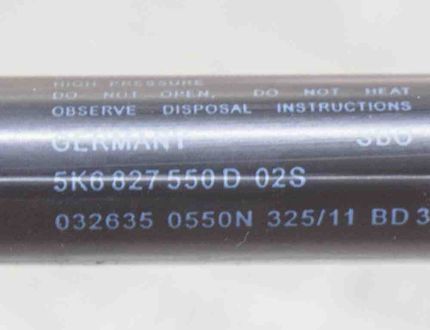 HIGH PRESSURE
DO NOT OPEN, DO NOT HEAT
OBSERVE DISPOSAL INSTRUCTIONS
GERMANY
5K6 827 550 D 02S
032635 0550N 325/11 BD 3